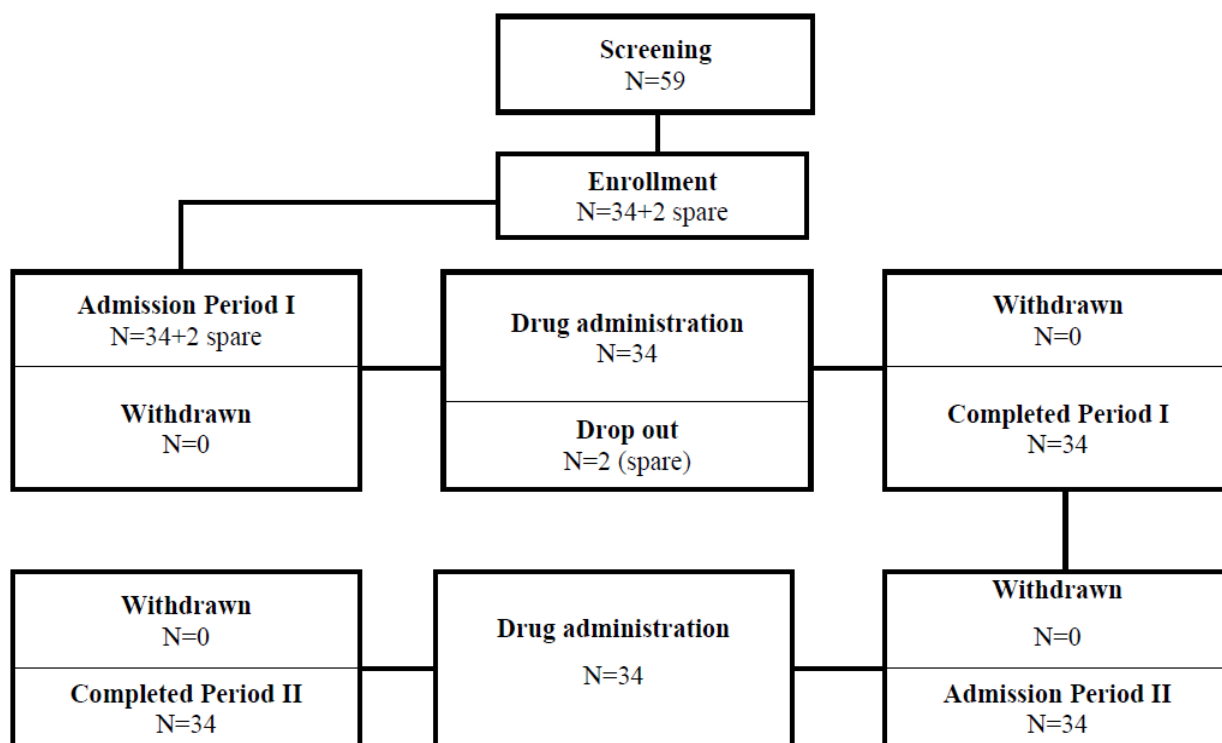 Screening
N=59
Enrollment
N=34+2 spare
Admission Period I
N=34+2 spare
Withdrawn
N=0
Drug administration
N=34
Drop out
N=2 (spare)
Withdrawn
N=0
Completed Period I
N=34
Withdrawn
N=0
Admission Period II
N=34
Drug administration
N=34
Withdrawn
N=0
Completed Period II
N=34